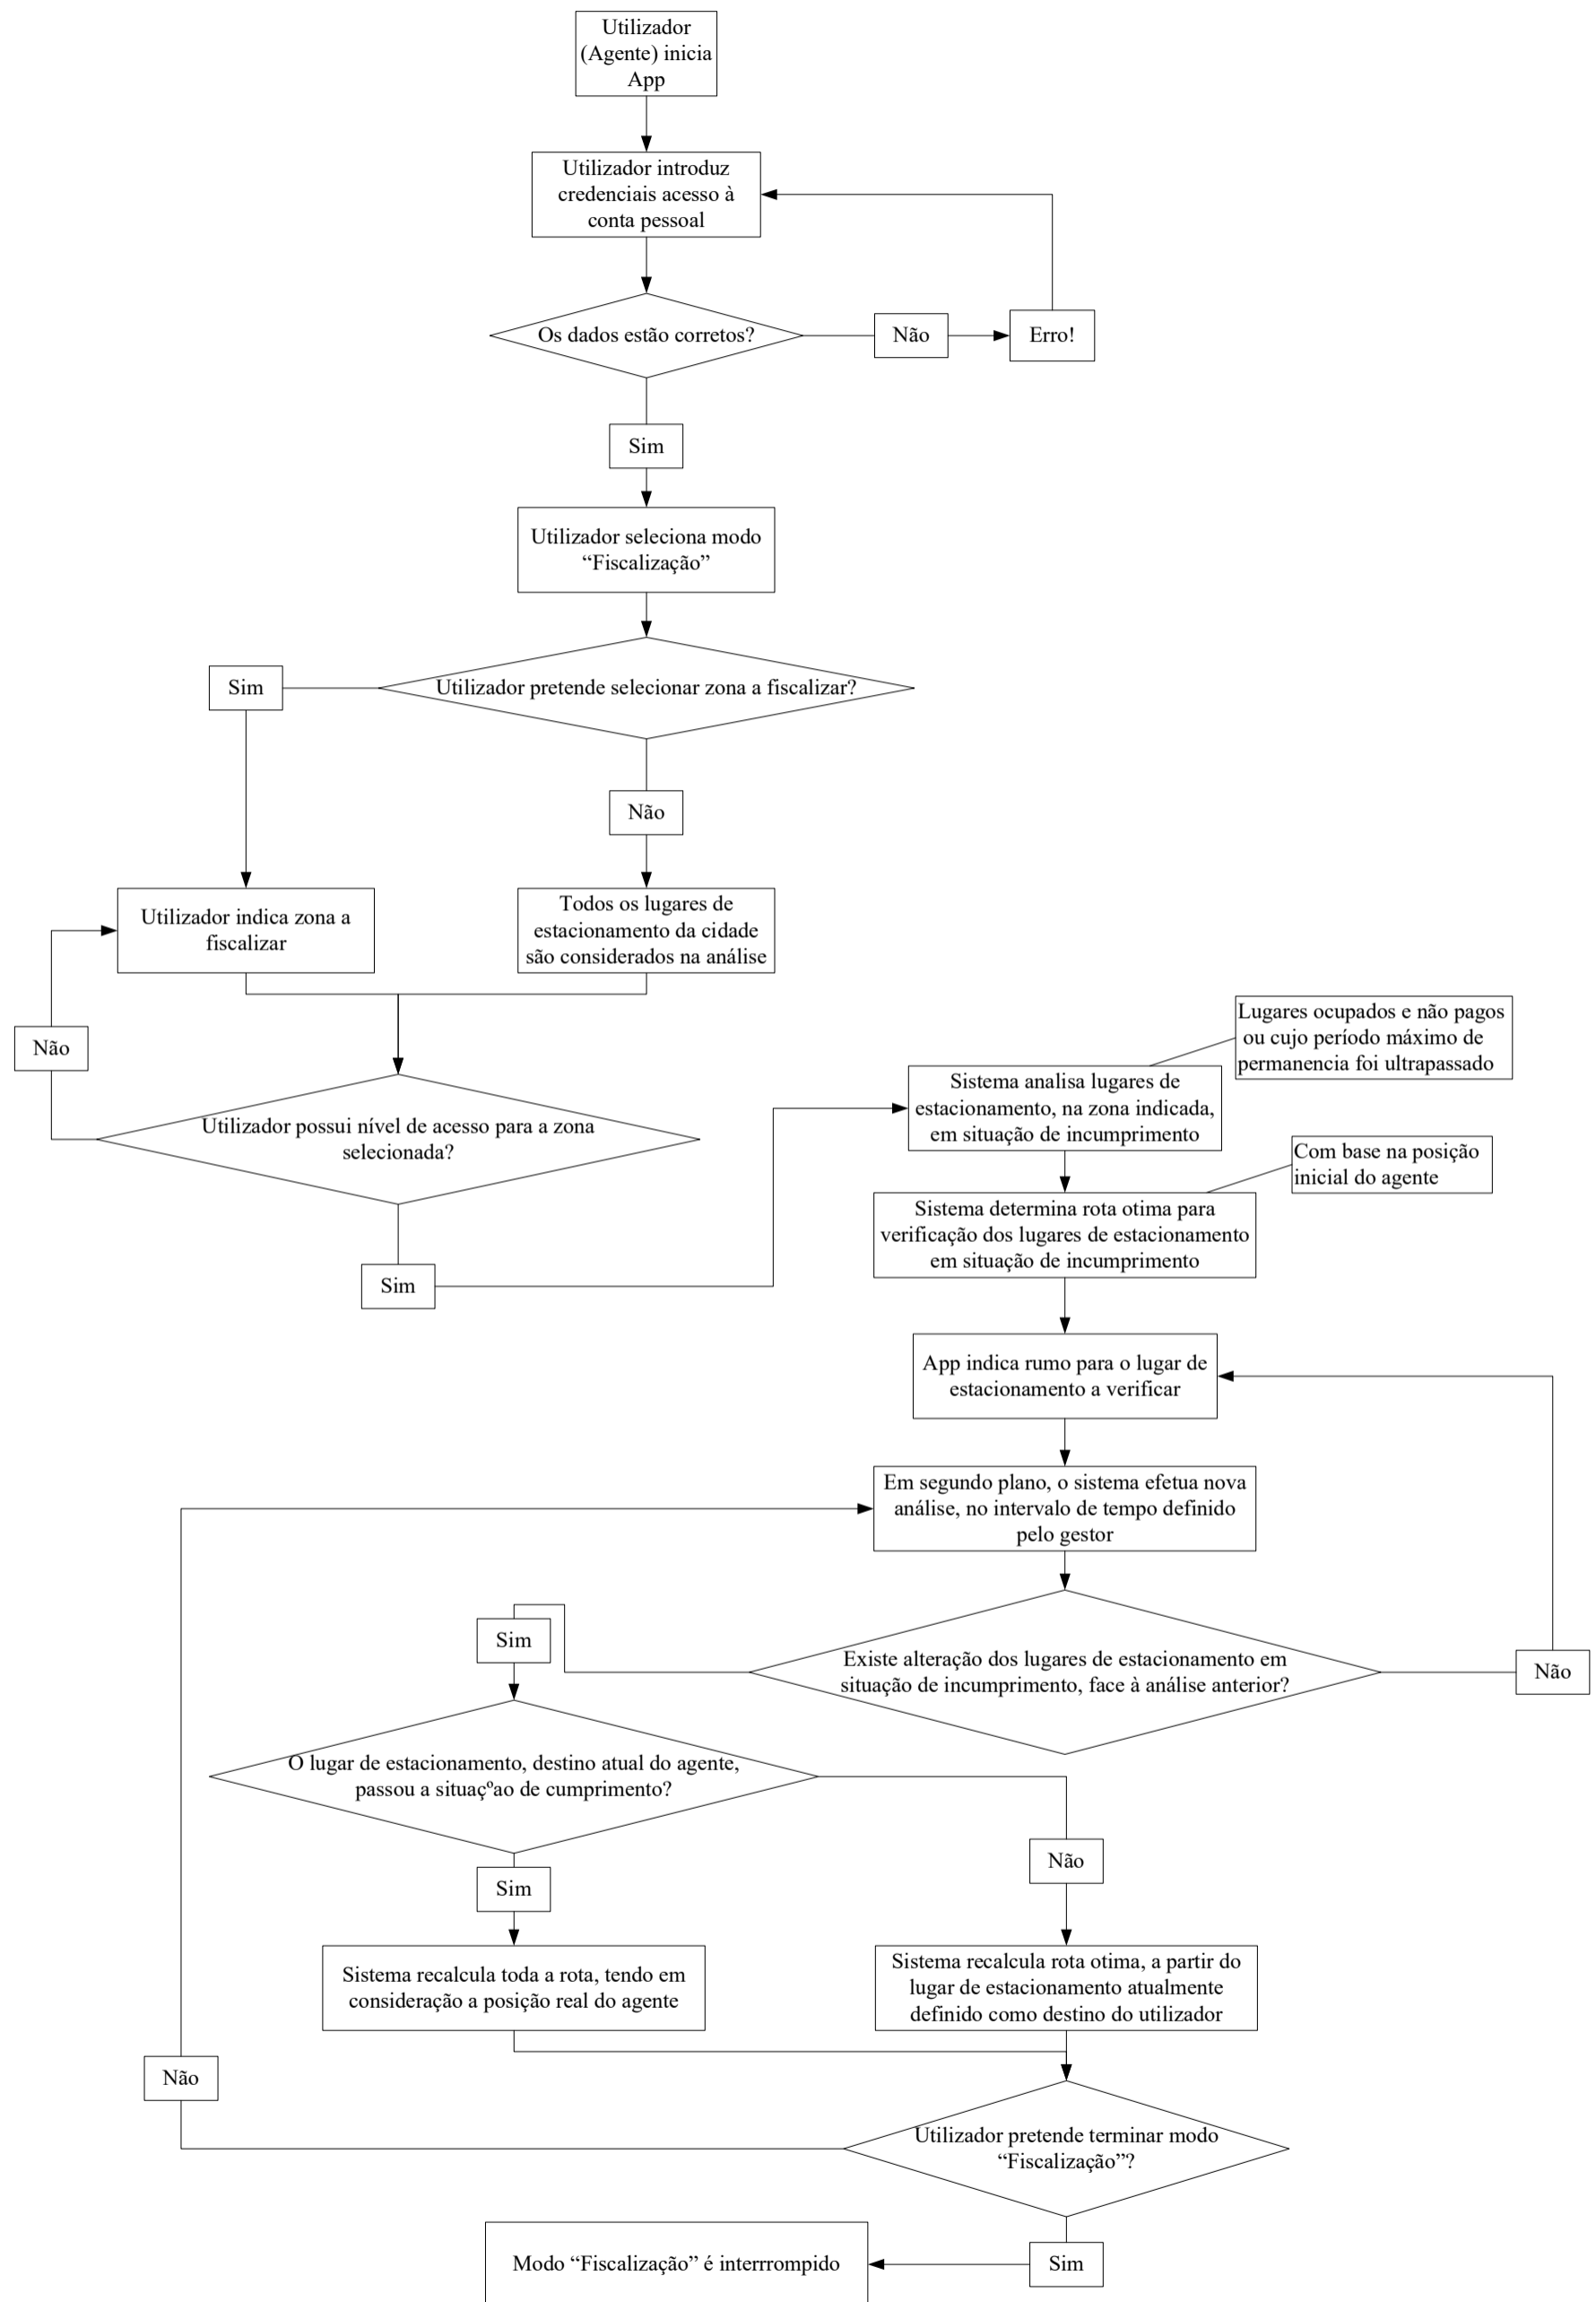 Utilizador
(Agente) inicia
App
Utilizador introduz
credenciais acesso à
conta pessoal
Os dados estão corretos?
Não
Erro!
Sim
Utilizador seleciona modo
“Fiscalização”
Utilizador pretende selecionar zona a fiscalizar?
Sim
Não
Utilizador indica zona a
fiscalizar
Todos os lugares de
estacionamento da cidade
são considerados na análise
Não
Utilizador possui nível de acesso para a zona
selecionada?
Sim
Lugares ocupados e não pagos
ou cujo período máximo de
permanencia foi ultrapassado
Sistema analisa lugares de
estacionamento, na zona indicada,
em situação de incumprimento
Com base na posição
inicial do agente
Sistema determina rota otima para
verificação dos lugares de estacionamento
em situação de incumprimento
App indica rumo para o lugar de
estacionamento a verificar
Em segundo plano, o sistema efetua nova
análise, no intervalo de tempo definido
pelo gestor
Existe alteração dos lugares de estacionamento em
situação de incumprimento, face à análise anterior?
Não
Sim
O lugar de estacionamento, destino atual do agente,
passou a situaçºao de cumprimento?
Não
Sim
Sistema recalcula toda a rota, tendo em
consideração a posição real do agente
Sistema recalcula rota otima, a partir do
lugar de estacionamento atualmente
definido como destino do utilizador
Não
Utilizador pretende terminar modo
“Fiscalização”?
Sim
Modo “Fiscalização” é interrrompido